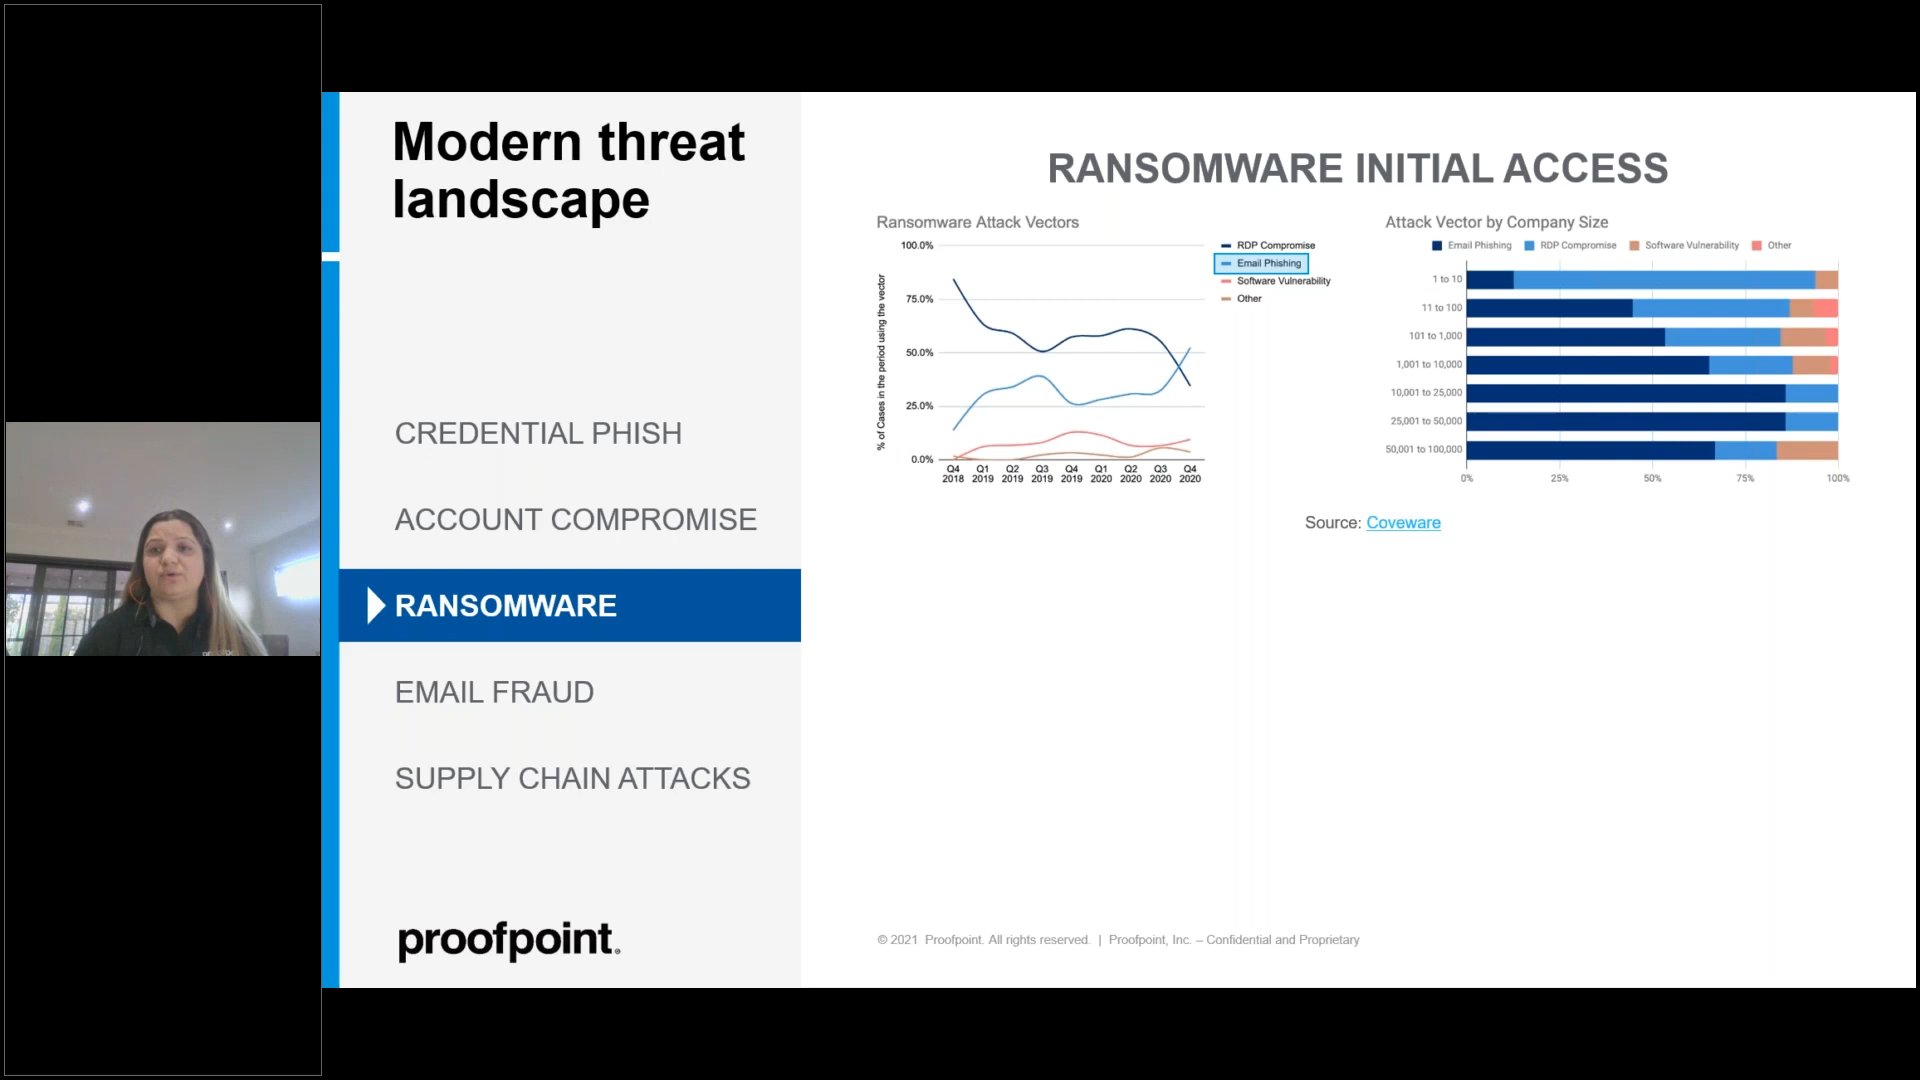 Modern threat
landscape
CREDENTIAL PHISH
ACCOUNT COMPROMISE
RANSOMWARE
EMAIL FRAUD
SUPPLY CHAIN ATTACKS
proofpoint
RANSOMWARE INITIAL ACCESS
Ransomware Attack Vectors
100.0%
75.0%
50.0%
25.0%
0.0%
% of Cases in the period using the vector
Q4 Q1 Q2 Q3 Q4 Q1 Q2 Q3 Q4
2018 2019 2019 2019 2019 2020 2020 2020 2020
RDP Compromise
Email Phishing
Software Vulnerability
Other
Attack Vector by Company Size
Email Phishing RDP Compromise Software Vulnerability Other
1 to 10
11 to 100
101 to 1,000
1,001 to 10,000
10,001 to 25,000
25,001 to 50,000
50,001 to 100,000
0% 25% 50% 75% 100%
Source: Coveware
© 2021 Proofpoint. All rights reserved. | Proofpoint, Inc. – Confidential and Proprietary